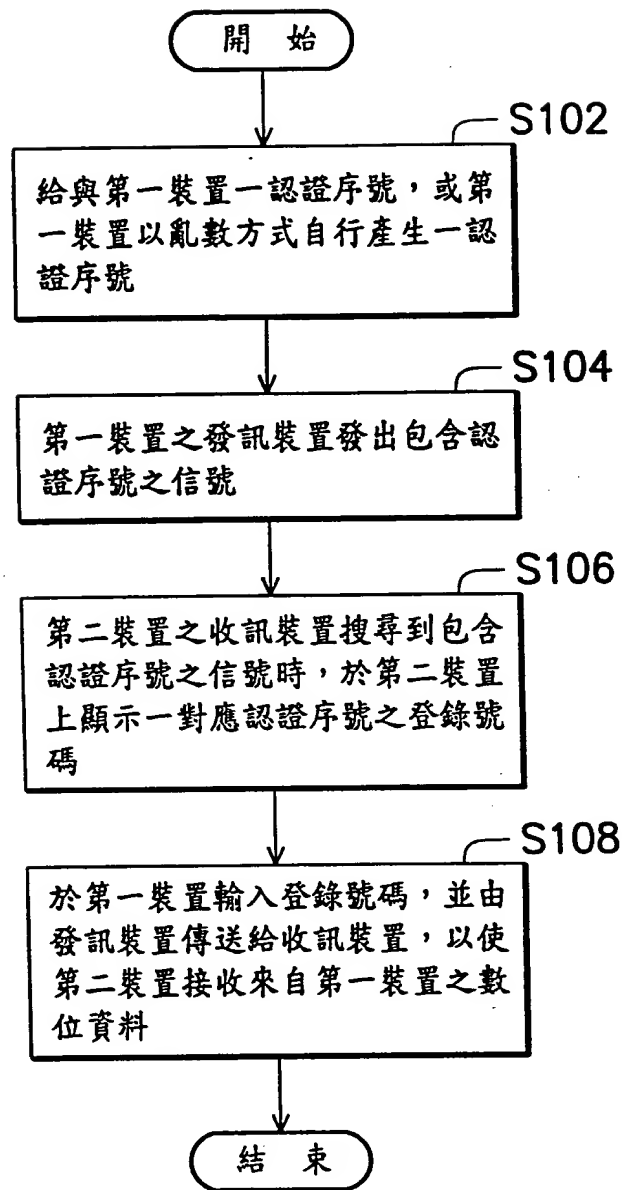 開 始
S102
給與第一裝置一認證序號，或第
一裝置以亂數方式自行產生一認
證序號
S104
第一裝置之發訊裝置發出包含認
證序號之信號
S106
第二裝置之收訊裝置搜尋到包含
認證序號之信號時，於第二裝置
上顯示一對應認證序號之登錄號
碼
S108
於第一裝置輸入登錄號碼，並由
發訊裝置傳送給收訊裝置，以使
第二裝置接收來自第一裝置之數
位資料
結 束